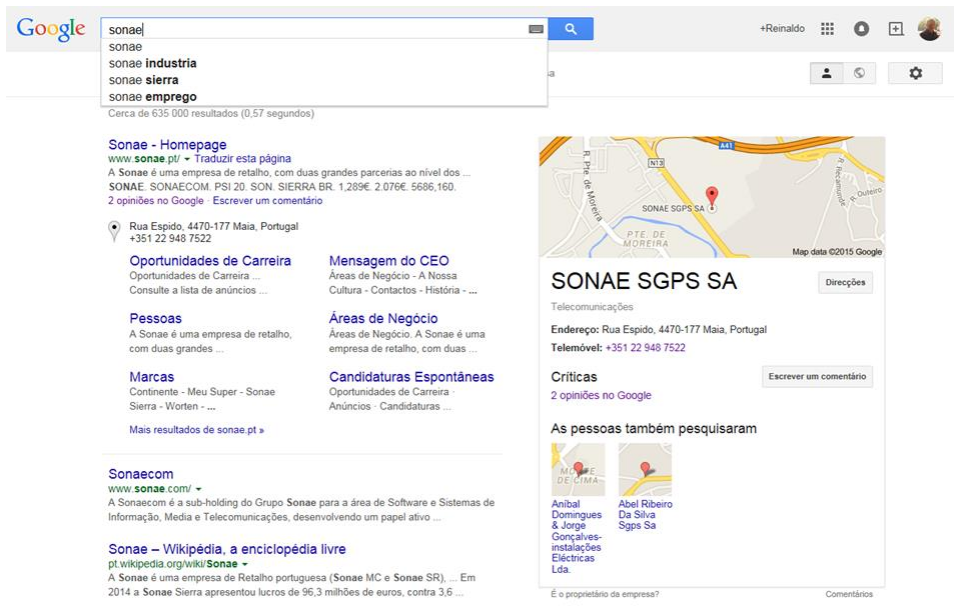 Google
sonae
+Reinaldo
sonae
sonae industria
sonae sierra
sonae emprego
Cerca de 635 000 resultados (0,57 segundos)
Sonae - Homepage
www.sonae.pt/ Traduzir esta página
A Sonae é uma empresa de retalho, com duas grandes parcerias ao nível dos ...
SONAE. SONAECOM. PSI 20. SON. SIERRA BR. 1,289€. 2.076€. 5686,160.
2 opiniões no Google · Escrever um comentário
Rua Espido, 4470-177 Maia, Portugal
+351 22 948 7522
Oportunidades de Carreira
Oportunidades de Carreira ...
Consulte a lista de anúncios ...
Mensagem do CEO
Áreas de Negócio - A Nossa
Cultura - Contactos - História - ...
Pessoas
A Sonae é uma empresa de retalho,
com duas grandes ...
Áreas de Negócio
Áreas de Negócio. A Sonae é uma
empresa de retalho, com duas ...
Marcas
Continente - Meu Super - Sonae
Sierra - Worten - ...
Candidaturas Espontâneas
Oportunidades de Carreira ·
Anúncios · Candidaturas ...
Mais resultados de sonae.pt »
Sonaecom
www.sonae.com/
A Sonaecom é a sub-holding do Grupo Sonae para a área de Software e Sistemas de
Informação, Media e Telecomunicações, desenvolvendo um papel ativo ...
Sonae – Wikipédia, a enciclopédia livre
pt.wikipedia.org/wiki/Sonae
A Sonae é uma empresa de Retalho portuguesa (Sonae MC e Sonae SR), ... Em
2014 a Sonae Sierra apresentou lucros de 96,3 milhões de euros, contra 3,6 ...
A41
N13
R. Pte. de Moreira
R. Recamunde
R. Outeiro
SONAE SGPS SA
PTE. DE
MOREIRA
Map data ©2015 Google
SONAE SGPS SA
Direcções
Telecomunicações
Endereço: Rua Espido, 4470-177 Maia, Portugal
Telemóvel: +351 22 948 7522
Críticas
Escrever um comentário
2 opiniões no Google
As pessoas também pesquisaram
DE CIMA
Aníbal
Domingues
& Jorge
Gonçalves-
instalações
Eléctricas
Lda.
Abel Ribeiro
Da Silva
Sgps Sa
É o proprietário da empresa?
Comentários